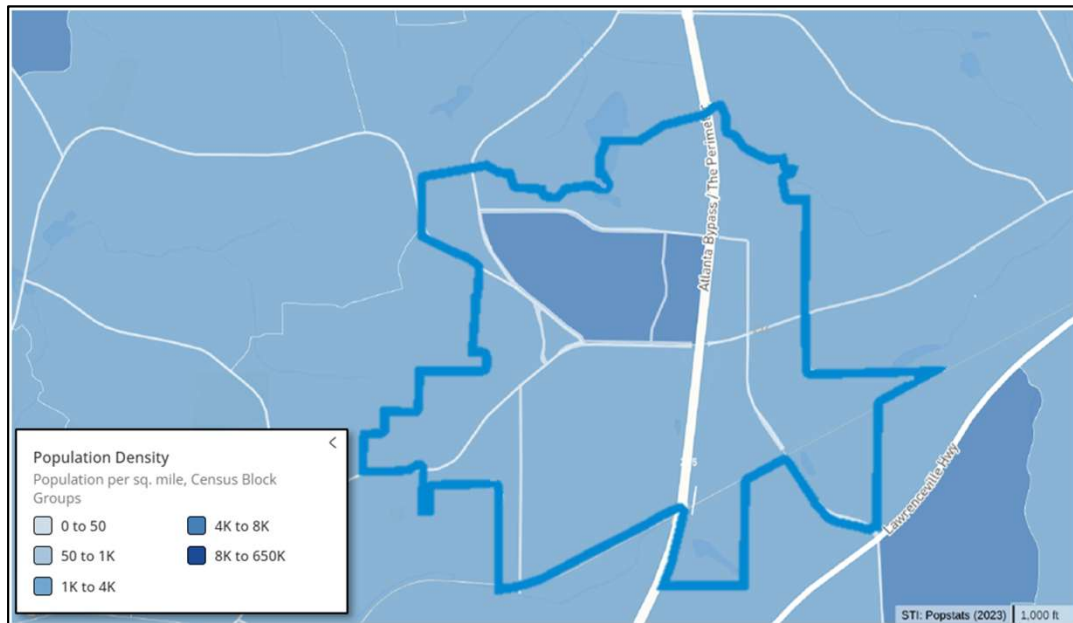 Atlanta Bypass / The Perimeter
Lawrenceville Hwy
<
Population Density
Population per sq. mile, Census Block
Groups
0 to 50
4K to 8K
50 to 1K
8K to 650K
1K to 4K
STI: Popstats (2023)
1,000 ft